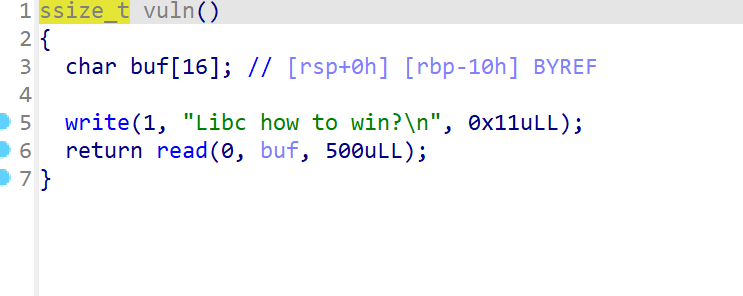 1 ssize_t vuln()
2 {
3   char buf[16]; // [rsp+0h] [rbp-10h] BYREF
4
5   write(1, "Libc how to win?\n", 0x11uLL);
6   return read(0, buf, 500uLL);
7 }